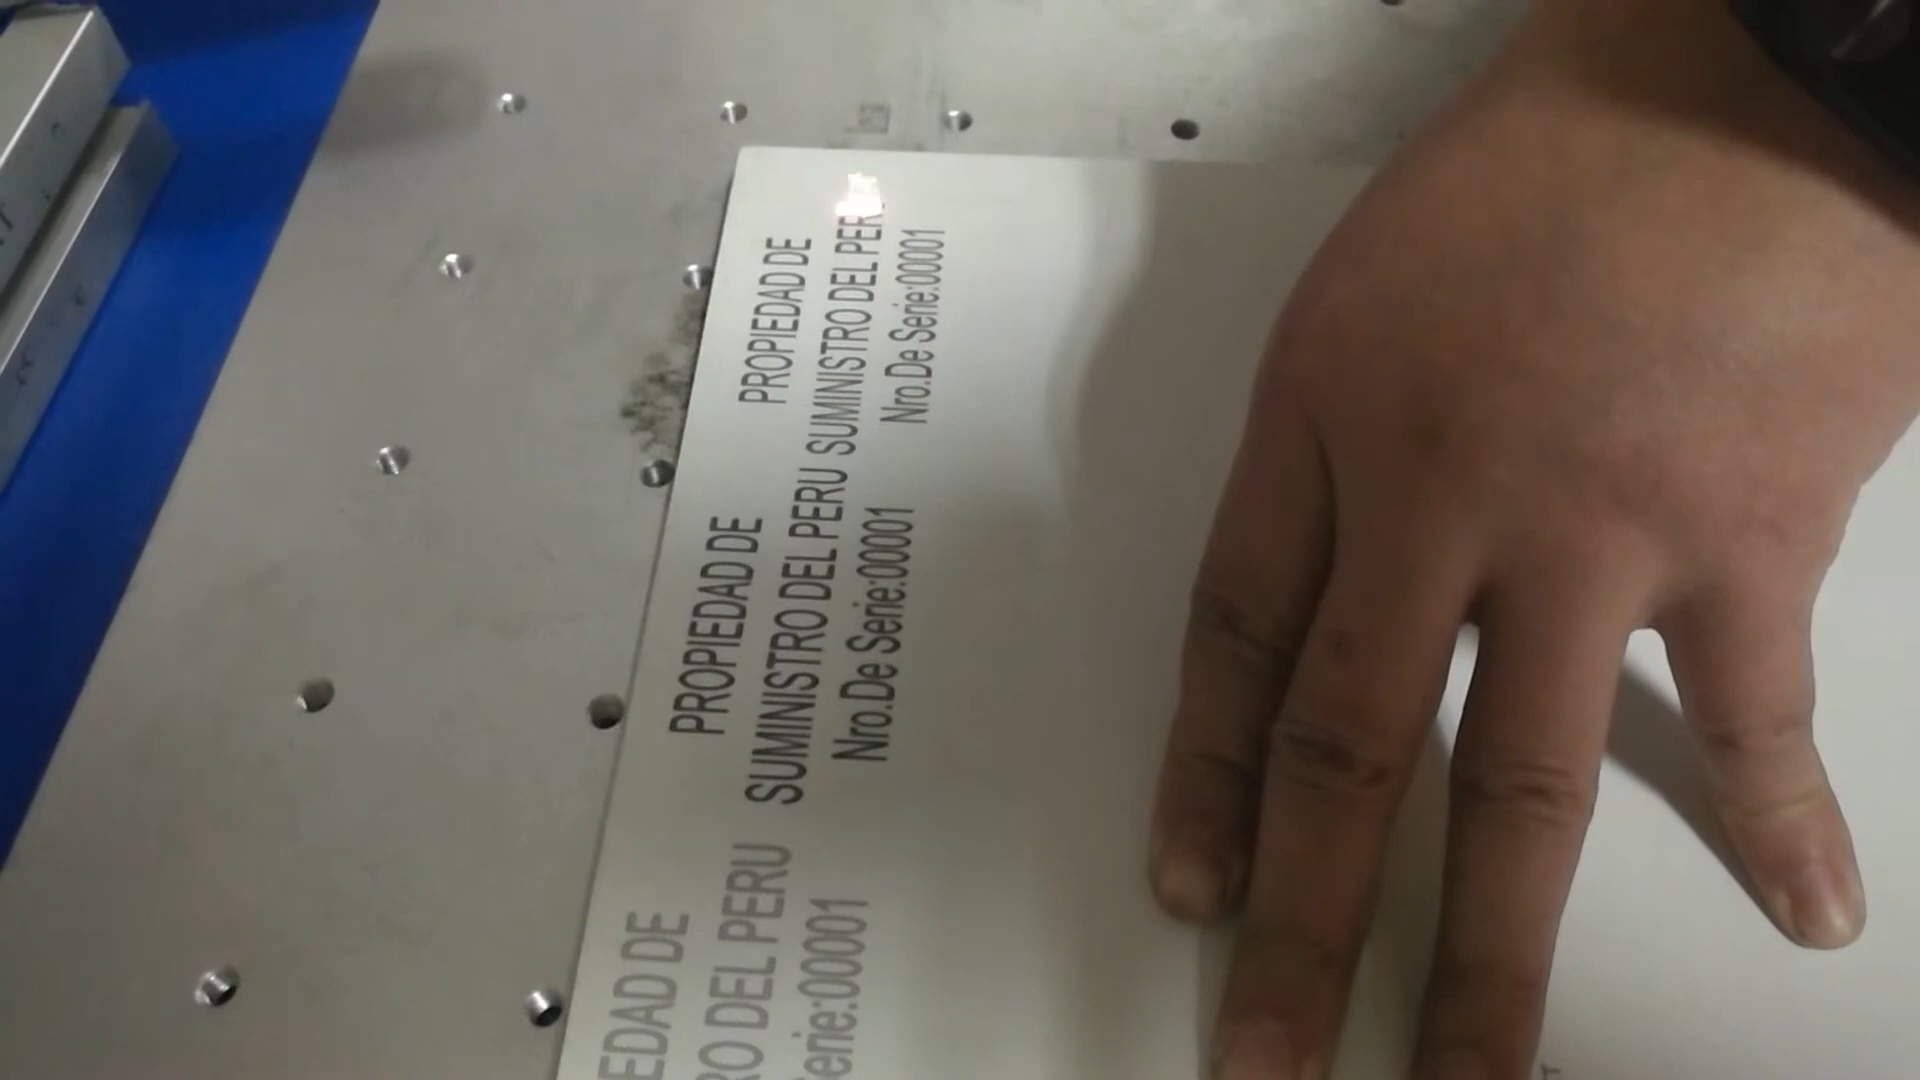 PROPIEDAD DE
SUMINISTRO DEL PER
Nro.De Serie:00001
PROPIEDAD DE
SUMINISTRO DEL PERU
Nro.De Serie:00001
EDAD DE
RO DEL PERU
Serie:00001